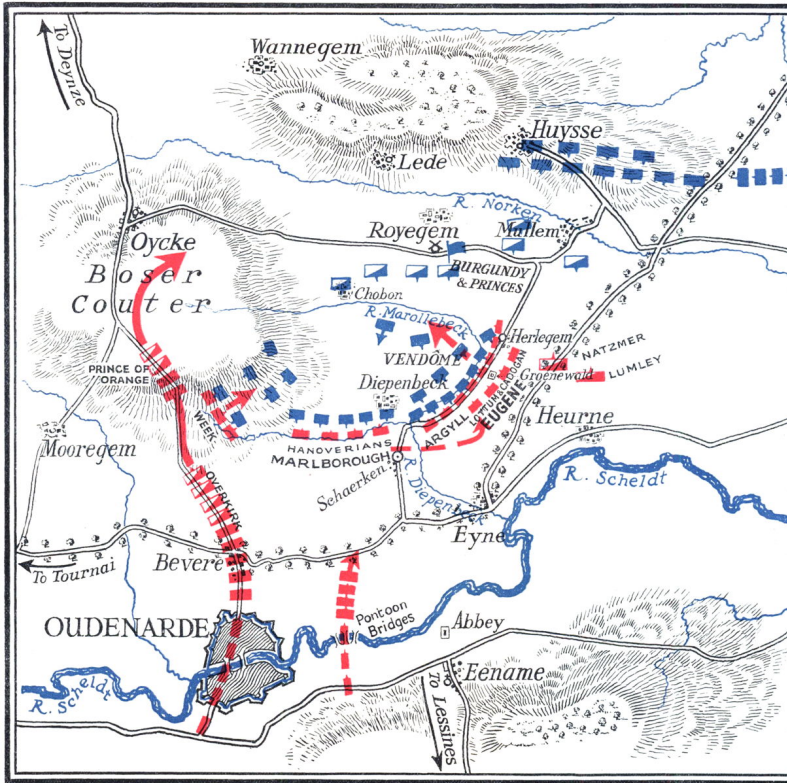 To Deynze
Wannegem
Huysse
Lede
R. Norken
Oycke
Royegem
Mullem
Boser
Couter
BURGUNDY
& PRINCES
Chobon
R. Marollebeck
Herlegem
VENDOME
NATZMER
LUMLEY
PRINCE OF
ORANGE
Diepenbeck
Groenewald
WEEK
ARGYLL
LOTTUM & CADOGAN
EUGENE
Heurne
Mooregem
HANOVERIANS
MARLBOROUGH
OVERKIRK
Schaerken
R. Diepenbeck
R. Scheldt
Eyne
To Tournai
Bevere
OUDENARDE
Pontoon
Bridges
Abbey
Eename
R. Scheldt
To Lessines